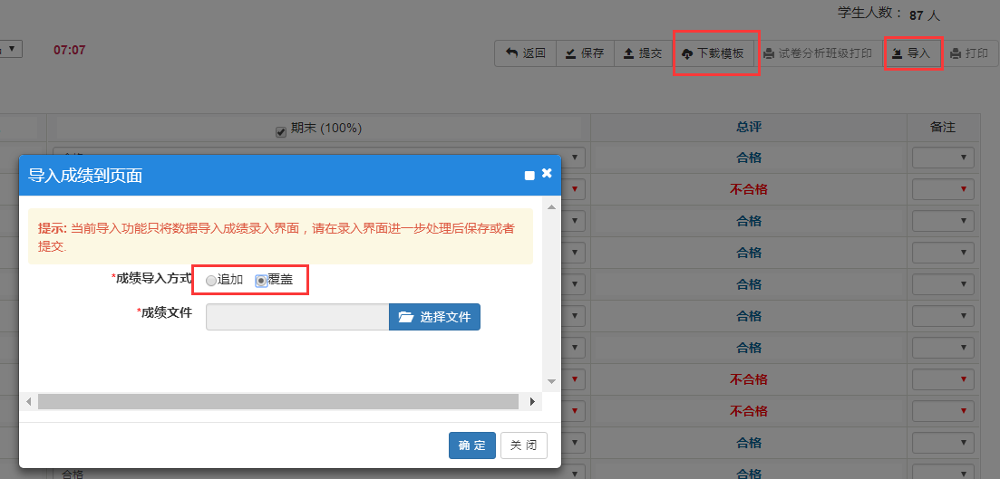 学生人数： 87 人
07:07
返回 保存 提交 下载模板 试卷分析班级打印 导入 打印
期末 (100%) 总评 备注
合格
导入成绩到页面
不合格
提示: 当前导入功能只将数据导入成绩录入界面，请在录入界面进一步处理后保存或者
合格
提交.
合格
*成绩导入方式 追加 覆盖
合格
*成绩文件 选择文件
合格
合格
不合格
不合格
确 定 关 闭
合格
合格 合格